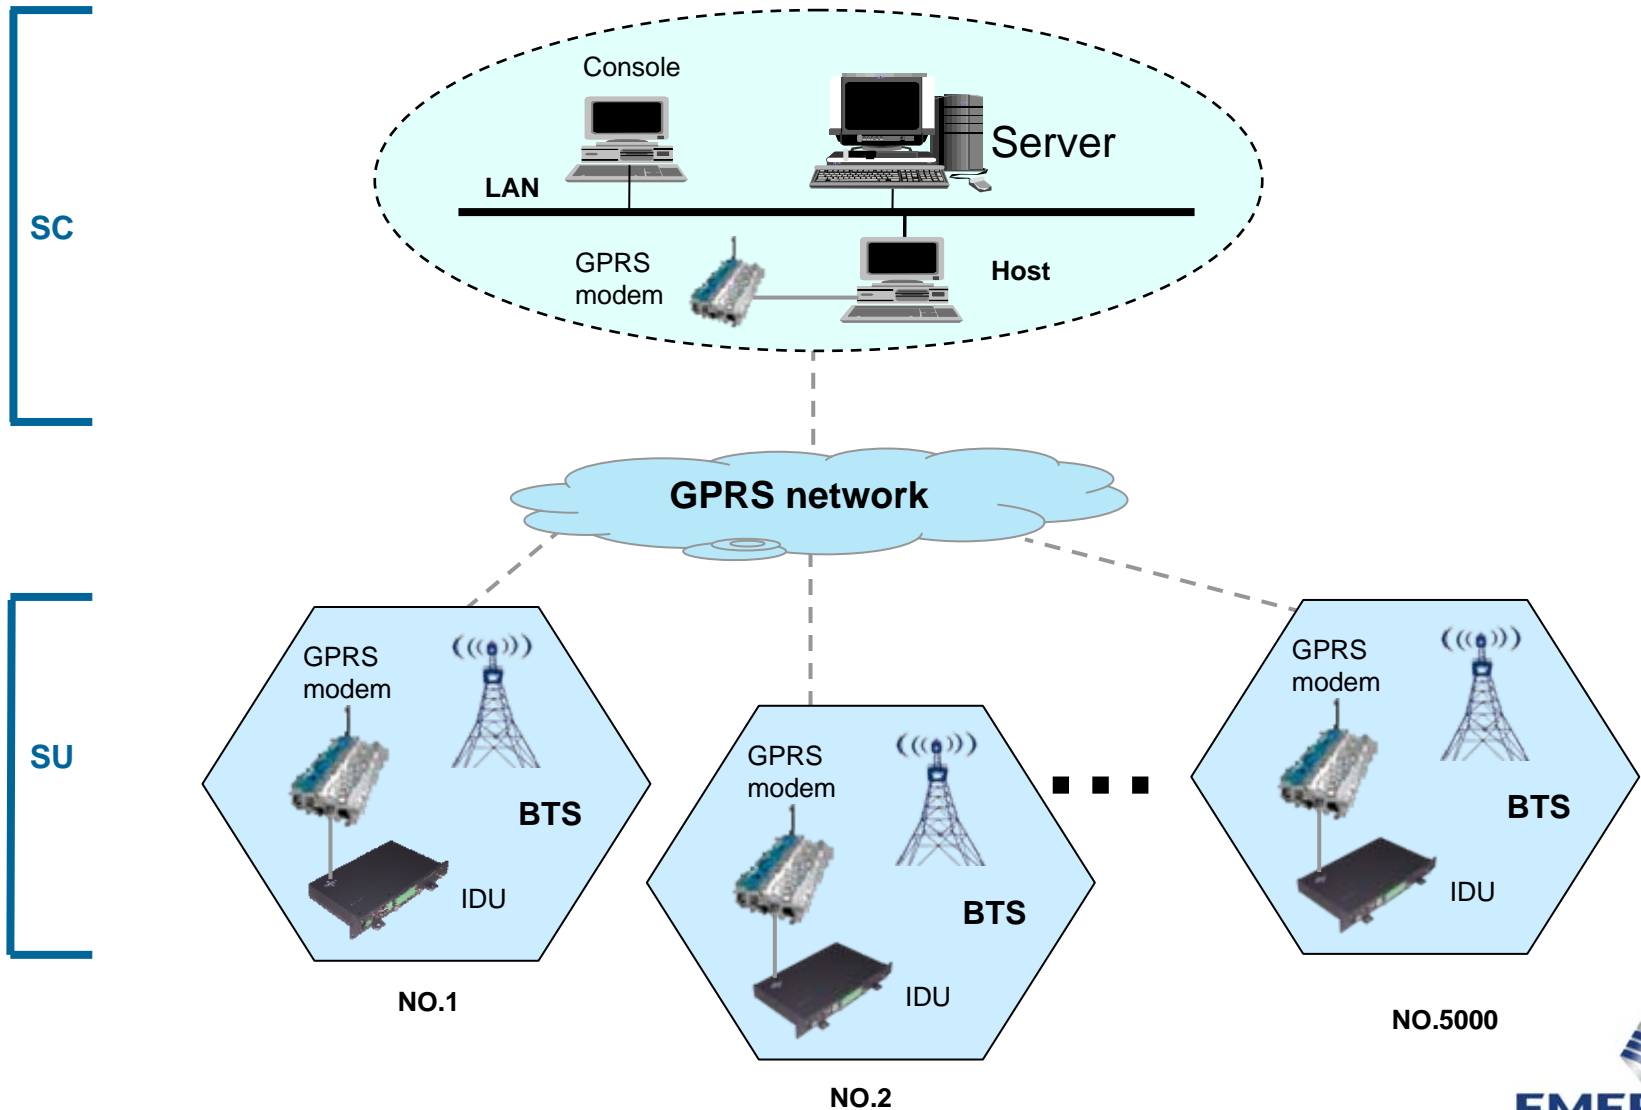 Console
Server
LAN
SC
GPRS
modem
Host
GPRS network
GPRS
modem
BTS
IDU
NO.1
SU
GPRS
modem
BTS
IDU
NO.2
GPRS
modem
BTS
IDU
NO.5000